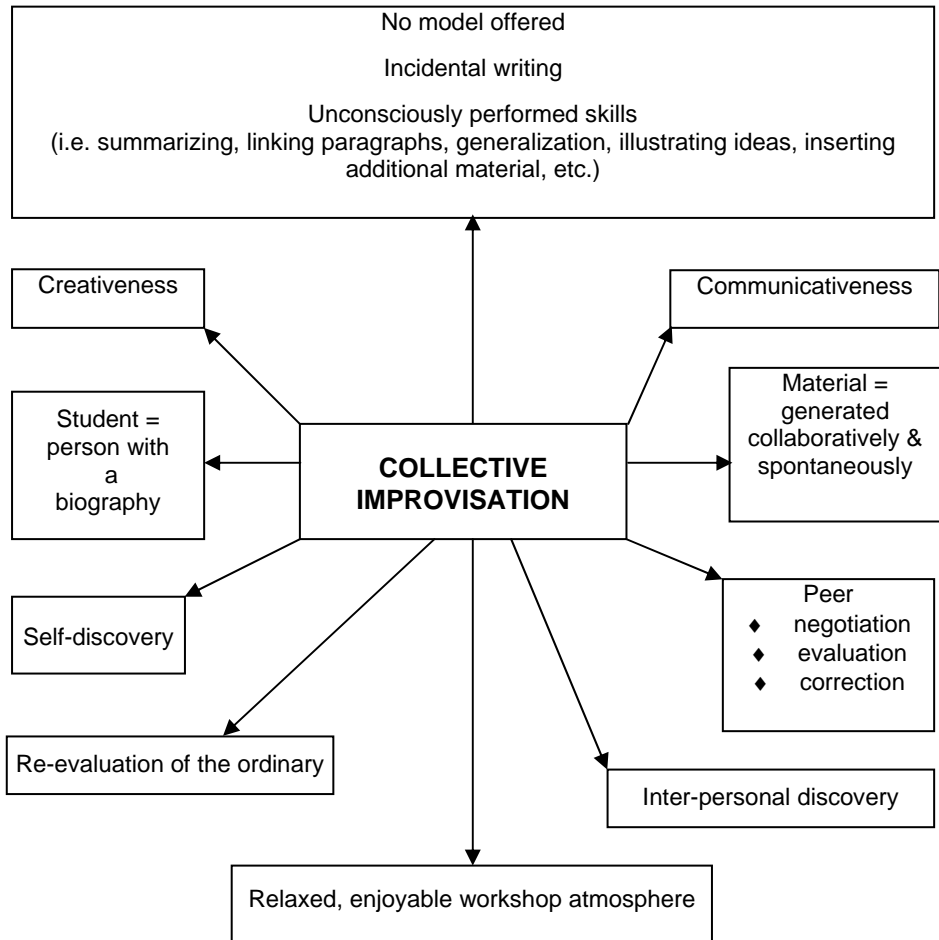 No model offered
Incidental writing
Unconsciously performed skills
(i.e. summarizing, linking paragraphs, generalization, illustrating ideas, inserting
additional material, etc.)
Creativeness
Communicativeness
Student =
person with
a
biography
COLLECTIVE
IMPROVISATION
Material =
generated
collaboratively &
spontaneously
Self-discovery
Peer
♦ negotiation
♦ evaluation
♦ correction
Re-evaluation of the ordinary
Inter-personal discovery
Relaxed, enjoyable workshop atmosphere